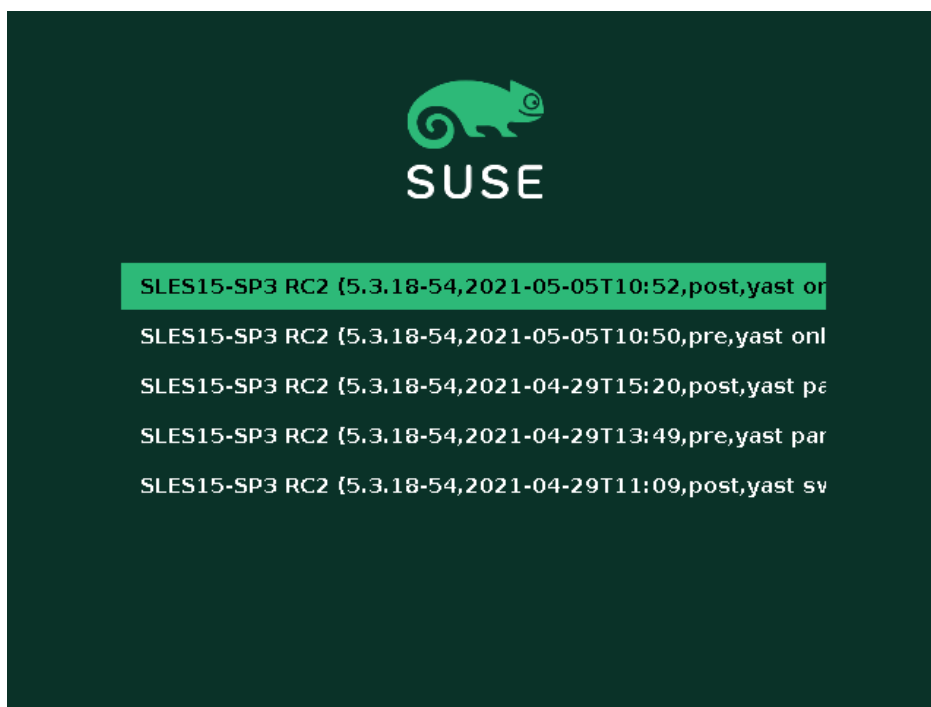 SUSE
SLES15-SP3 RC2 (5.3.18-54,2021-05-05T10:52,post,yast
SLES15-SP3 RC2 (5.3.18-54,2021-05-05T10:50,pre,yast onl
SLES15-SP3 RC2 (5.3.18-54,2021-04-29T15:20,post,yast
SLES15-SP3 RC2 (5.3.18-54,2021-04-29T13:49,pre,yast par
SLES15-SP3 RC2 (5.3.18-54,2021-04-29T11:09,post,yast